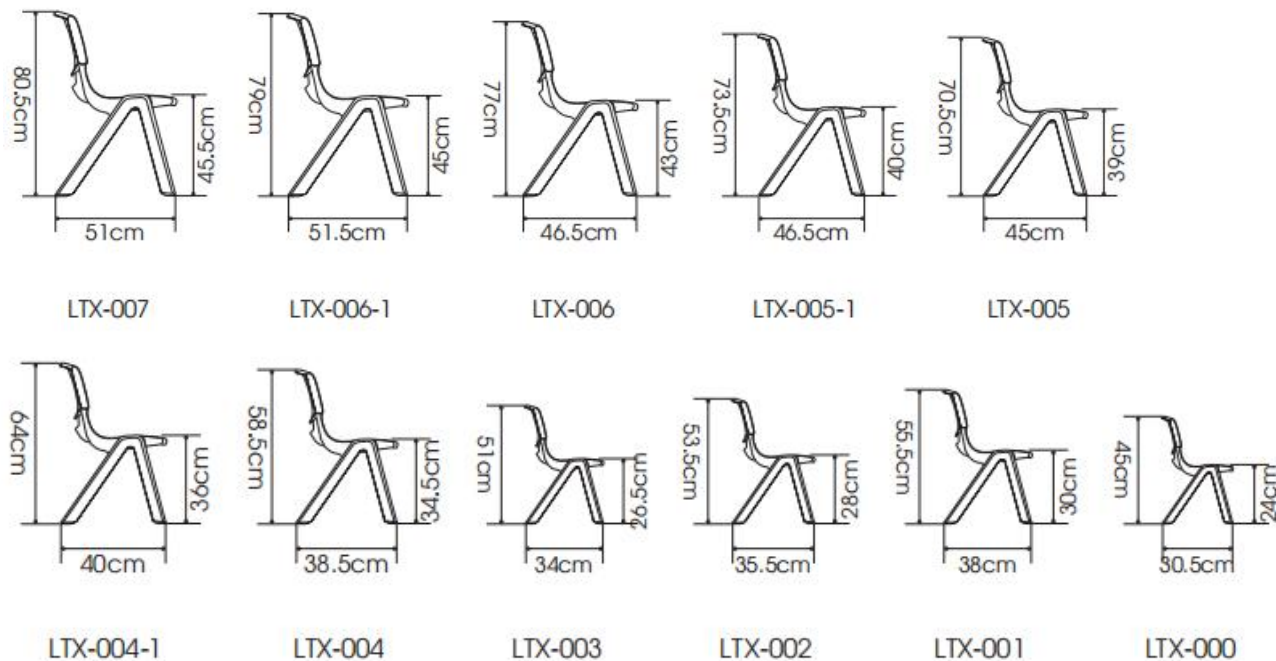 80.5cm 45.5cm 79cm 45cm 77cm 43cm 73.5cm 40cm 70.5cm 39cm
51cm 51.5cm 46.5cm 46.5cm 45cm
LTX-007 LTX-006-1 LTX-006 LTX-005-1 LTX-005
64cm 36cm 58.5cm 34.5cm 51cm 26.5cm 53.5cm 28cm 55.5cm 30cm 45cm 24cm
40cm 38.5cm 34cm 35.5cm 38cm 30.5cm
LTX-004-1 LTX-004 LTX-003 LTX-002 LTX-001 LTX-000